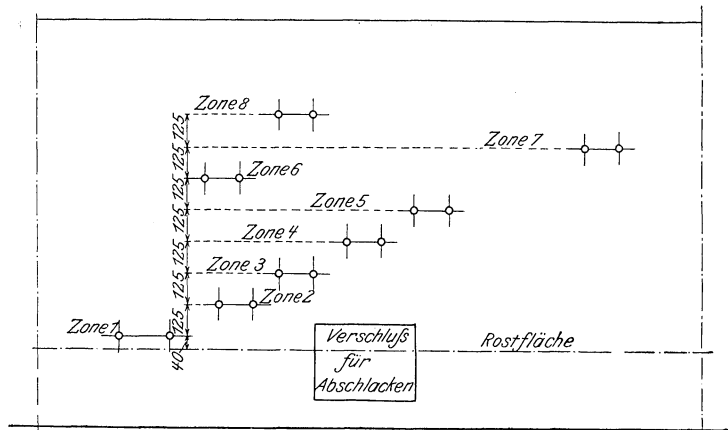 Zone 8
Zone 7
Zone 6
Zone 5
Zone 4
Zone 3
Zone 2
Zone 1
125
125
125
125
125
125
125
40
Verschluß
für
Abschlacken
Rostfläche